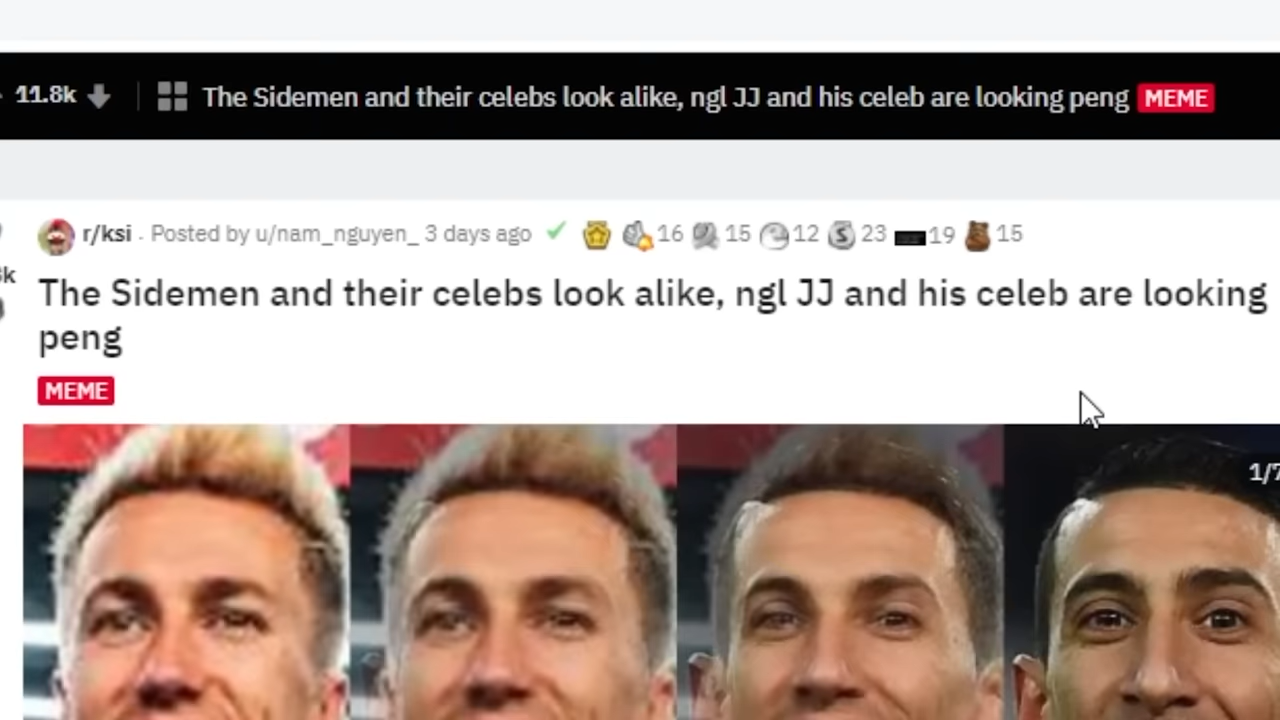 11.8k The Sidemen and their celebs look alike, ngl JJ and his celeb are looking peng MEME
r/ksi · Posted by u/nam_nguyen_ 3 days ago 16 15 12 S 23 19 15
k
The Sidemen and their celebs look alike, ngl JJ and his celeb are looking
peng
MEME
1/7